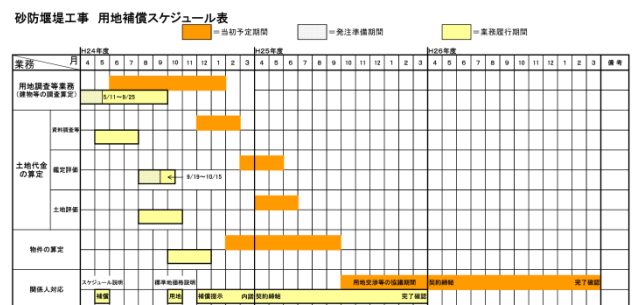 砂防堰堤工事 用地補償スケジュール表
＝当初予定期間 ＝発注準備期間 ＝業務履行期間
H24年度 H25年度 H26年度
業務 月 4 5 6 7 8 9 10 11 12 1 2 3 4 5 6 7 8 9 10 11 12 1 2 3 4 5 6 7 8 9 10 11 12 1 2 3 備考
用地調査等業務
(建物等の調査算定)
5/11～9/25
資料調査等
土地代金
の算定
鑑定評価
9/19～10/15
土地評価
物件の算定
関係人対応
スケジュール説明 標準地価格説明 用地交渉等の協議期間 契約締結 完了確認
補償 用地 補償提示 内諾 契約締結 完了確認